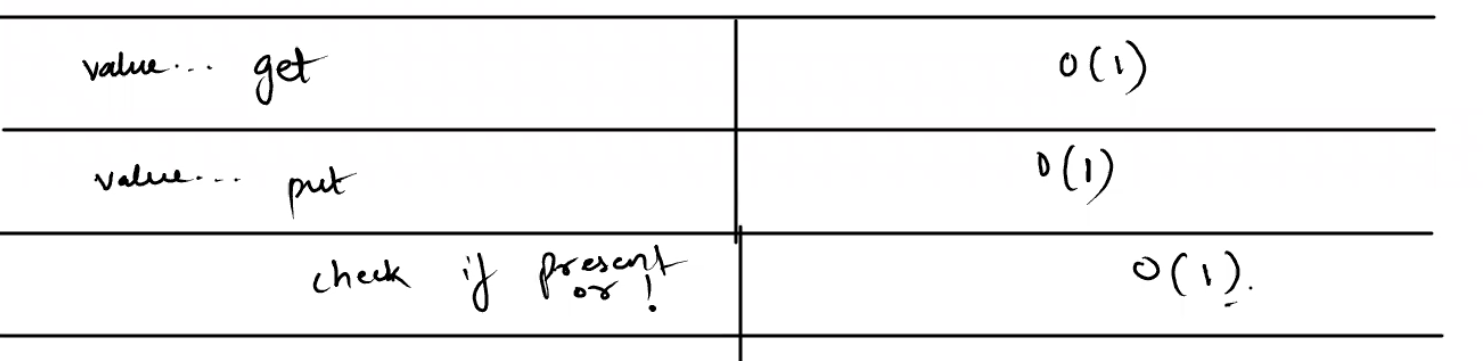 value... get O(1)
value... put O(1)
check if present O(1).
or !